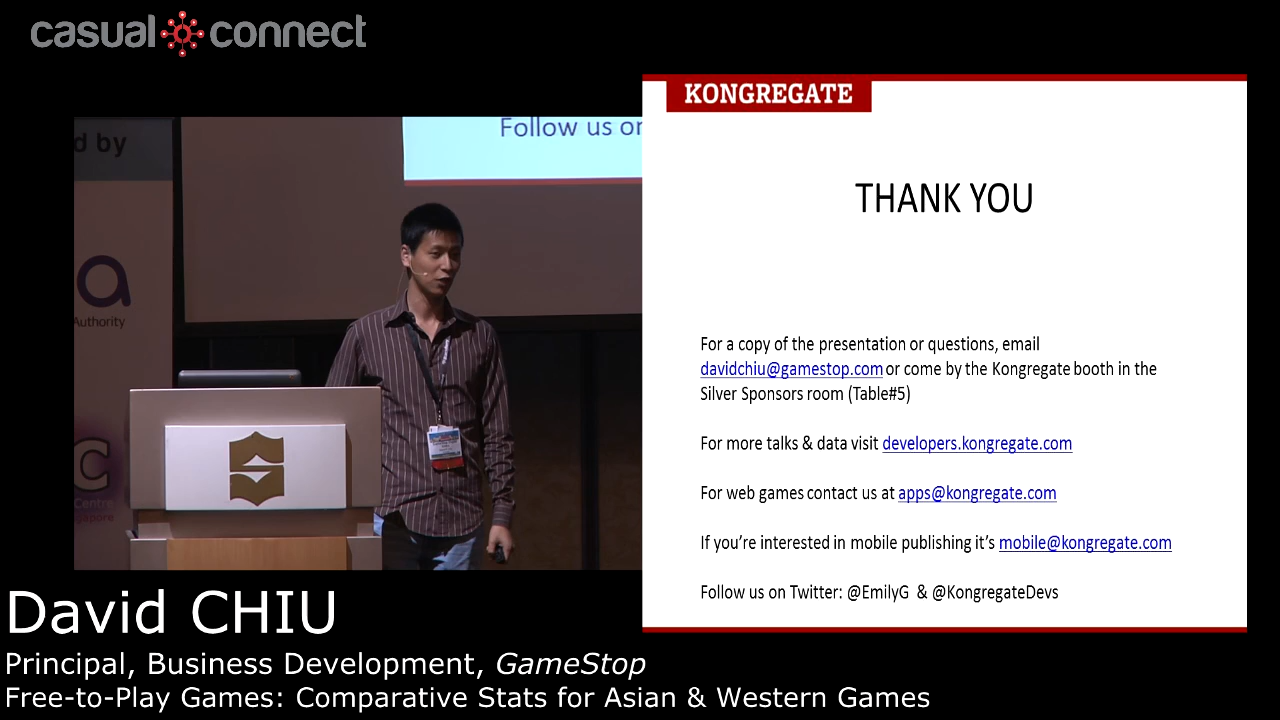 casual connect
KONGREGATE
d by
Follow us or
THANK YOU
a
Authority
For a copy of the presentation or questions, email
davidchiu@gamestop.com or come by the Kongregate booth in the
Silver Sponsors room (Table#5)
For more talks & data visit developers.kongregate.com
C
Centre
gapore
For web games contact us at apps@kongregate.com
If you're interested in mobile publishing it's mobile@kongregate.com
Follow us on Twitter: @EmilyG & @KongregateDevs
David CHIU
Principal, Business Development, GameStop
Free-to-Play Games: Comparative Stats for Asian & Western Games